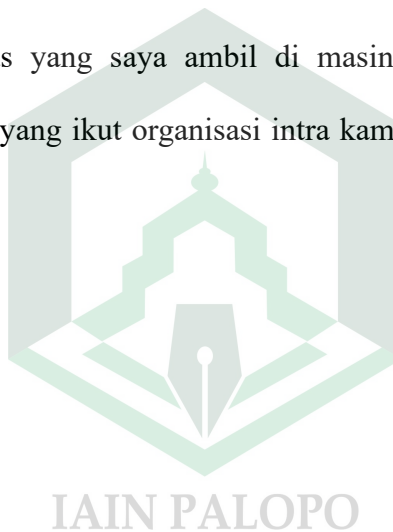 s yang saya ambil di masin
yang ikut organisasi intra kam
IAIN PALOPO